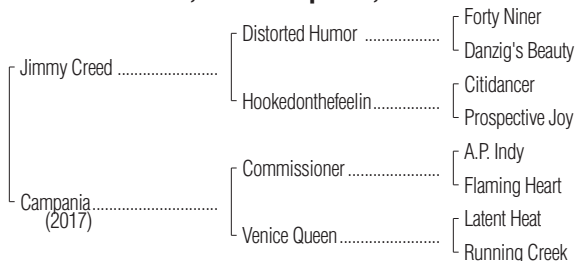 Forty Niner
Distorted Humor ..................
Danzig's Beauty
Jimmy Creed ........................
Citidancer
Hookedonthefeelin................
Prospective Joy
A.P. Indy
Commissioner ......................
Flaming Heart
Campania.............................
(2017)
Latent Heat
Venice Queen........................
Running Creek